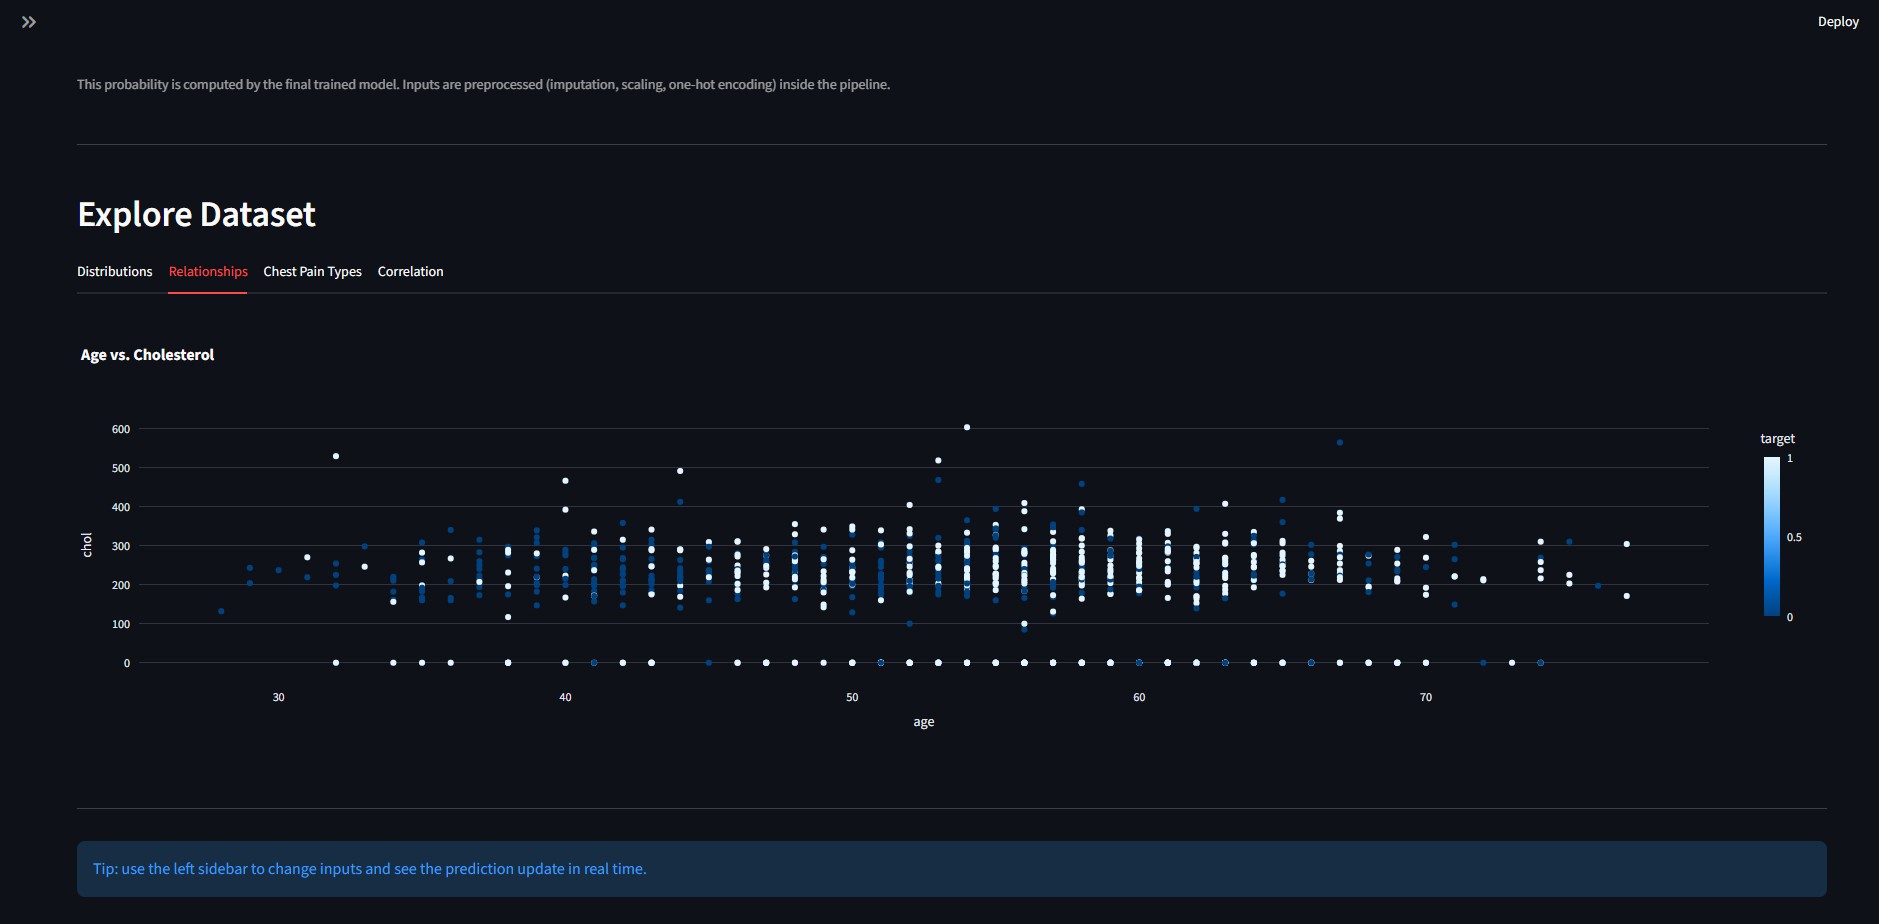 Deploy
This probability is computed by the final trained model. Inputs are preprocessed (imputation, scaling, one-hot encoding) inside the pipeline.
Explore Dataset
Distributions Relationships Chest Pain Types Correlation
Age vs. Cholesterol
600
500
400
300
200
100
0
chol
30 40 50 60 70
age
target
1
0.5
0
Tip: use the left sidebar to change inputs and see the prediction update in real time.